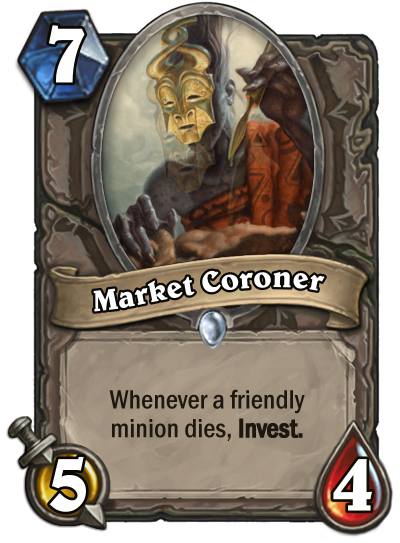 7
Market Coroner
Whenever a friendly
minion dies, Invest.
5
4